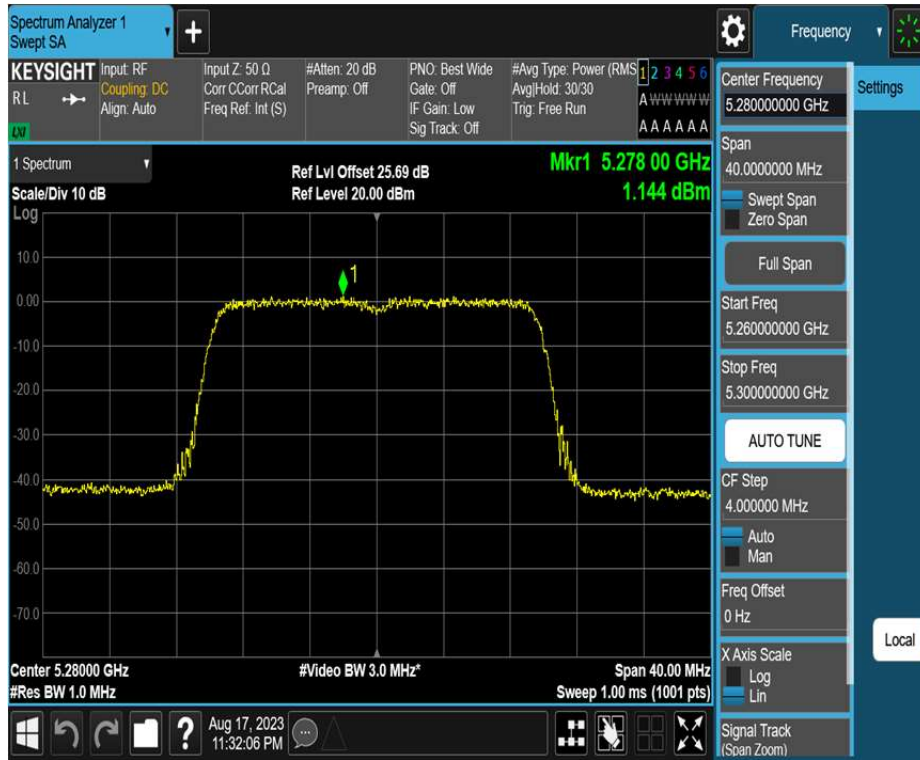 Spectrum Analyzer 1
Swept SA
+
Frequency
KEYSIGHT
RL
LXI
Input: RF
Coupling: DC
Align: Auto
Input Z: 50 Ω
Corr CCorr RCal
Freq Ref: Int (S)
#Atten: 20 dB
Preamp: Off
PNO: Best Wide
Gate: Off
IF Gain: Low
Sig Track: Off
#Avg Type: Power (RMS
Avg|Hold: 30/30
Trig: Free Run
1 2 3 4 5 6
A W W W W W
A A A A A A
1 Spectrum
Scale/Div 10 dB
Log
Ref Lvl Offset 25.69 dB
Ref Level 20.00 dBm
Mkr1 5.278 00 GHz
1.144 dBm
1
10.0
0.00
-10.0
-20.0
-30.0
-40.0
-50.0
-60.0
-70.0
Center 5.28000 GHz
#Res BW 1.0 MHz
#Video BW 3.0 MHz*
Span 40.00 MHz
Sweep 1.00 ms (1001 pts)
?
Aug 17, 2023
11:32:06 PM
Center Frequency
5.280000000 GHz
Span
40.0000000 MHz
Swept Span
Zero Span
Full Span
Start Freq
5.260000000 GHz
Stop Freq
5.300000000 GHz
AUTO TUNE
CF Step
4.000000 MHz
Auto
Man
Freq Offset
0 Hz
X Axis Scale
Log
Lin
Signal Track
(Span Zoom)
Settings
Local